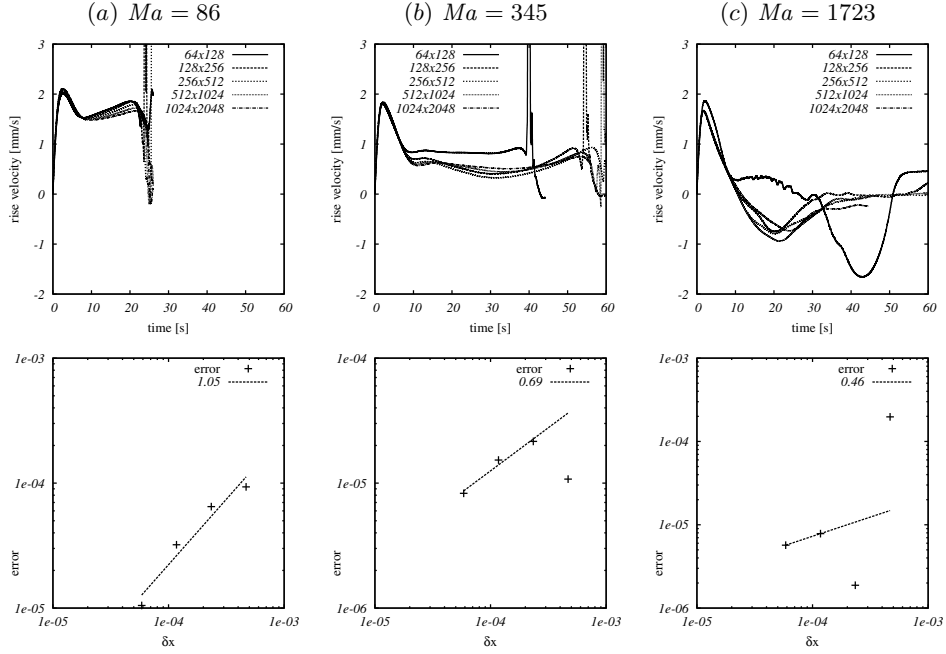 (a) Ma = 86
(b) Ma = 345
(c) Ma = 1723
3
2
1
0
-1
-2
rise velocity [mm/s]
64x128
128x256
256x512
512x1024
1024x2048
0 10 20 30 40 50 60
time [s]
3
2
1
0
-1
-2
rise velocity [mm/s]
64x128
128x256
256x512
512x1024
1024x2048
0 10 20 30 40 50 60
time [s]
3
2
1
0
-1
-2
rise velocity [mm/s]
64x128
128x256
256x512
512x1024
1024x2048
0 10 20 30 40 50 60
time [s]
1e-03
1e-04
1e-05
error
error
1.05
1e-05 1e-04 1e-03
δx
1e-04
1e-05
1e-06
error
error
0.69
1e-05 1e-04 1e-03
δx
1e-03
1e-04
1e-05
1e-06
error
error
0.46
1e-05 1e-04 1e-03
δx